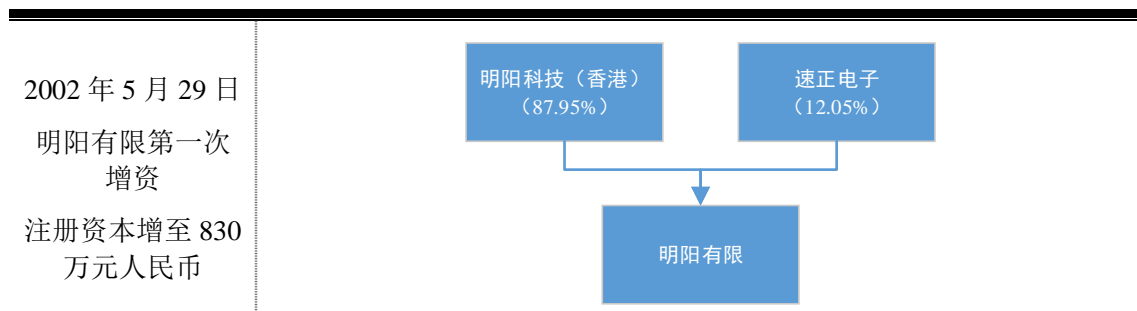 2002 年 5 月 29 日
明阳有限第一次
增资
注册资本增至 830
万元人民币
明阳科技（香港）
（87.95%）
速正电子
（12.05%）
明阳有限